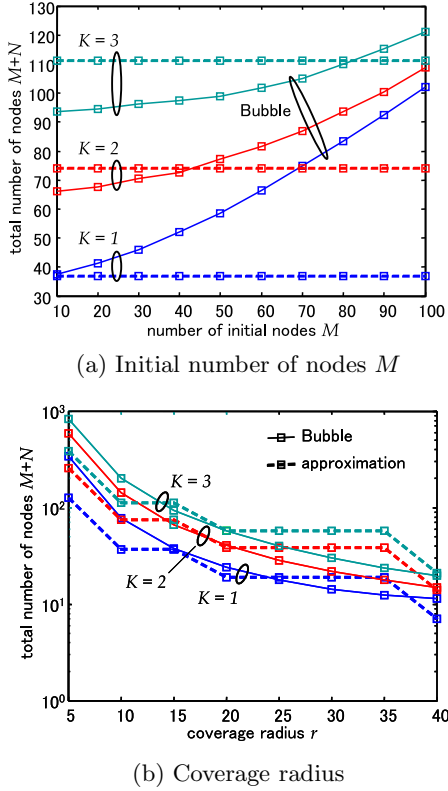 total number of nodes M+N
130
120
110
100
90
80
70
60
50
40
30
K = 3
K = 2
K = 1
Bubble
10 20 30 40 50 60 70 80 90 100
number of initial nodes M
(a) Initial number of nodes M
total number of nodes M+N
10³
10²
10¹
10⁰
Bubble
approximation
K = 3
K = 2
K = 1
5 10 15 20 25 30 35 40
coverage radius r
(b) Coverage radius